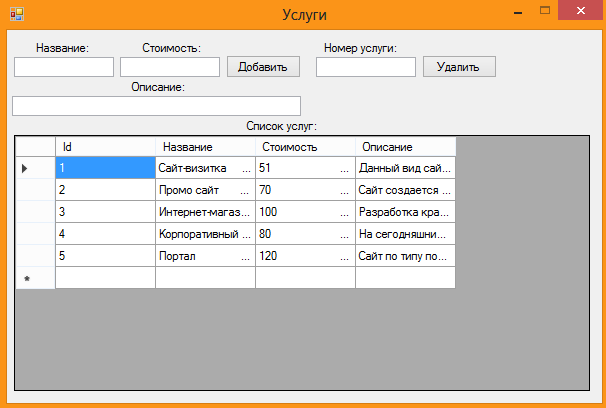 Услуги
Название: Стоимость: Номер услуги:
Добавить Удалить
Описание:
Список услуг:
Id Название Стоимость Описание
1 Сайт-визитка ... 51 ... Данный вид сай...
2 Промо сайт ... 70 ... Сайт создается ...
3 Интернет-магаз... 100 ... Разработка кра...
4 Корпоративный ... 80 ... На сегодняшни...
5 Портал ... 120 ... Сайт по типу по...